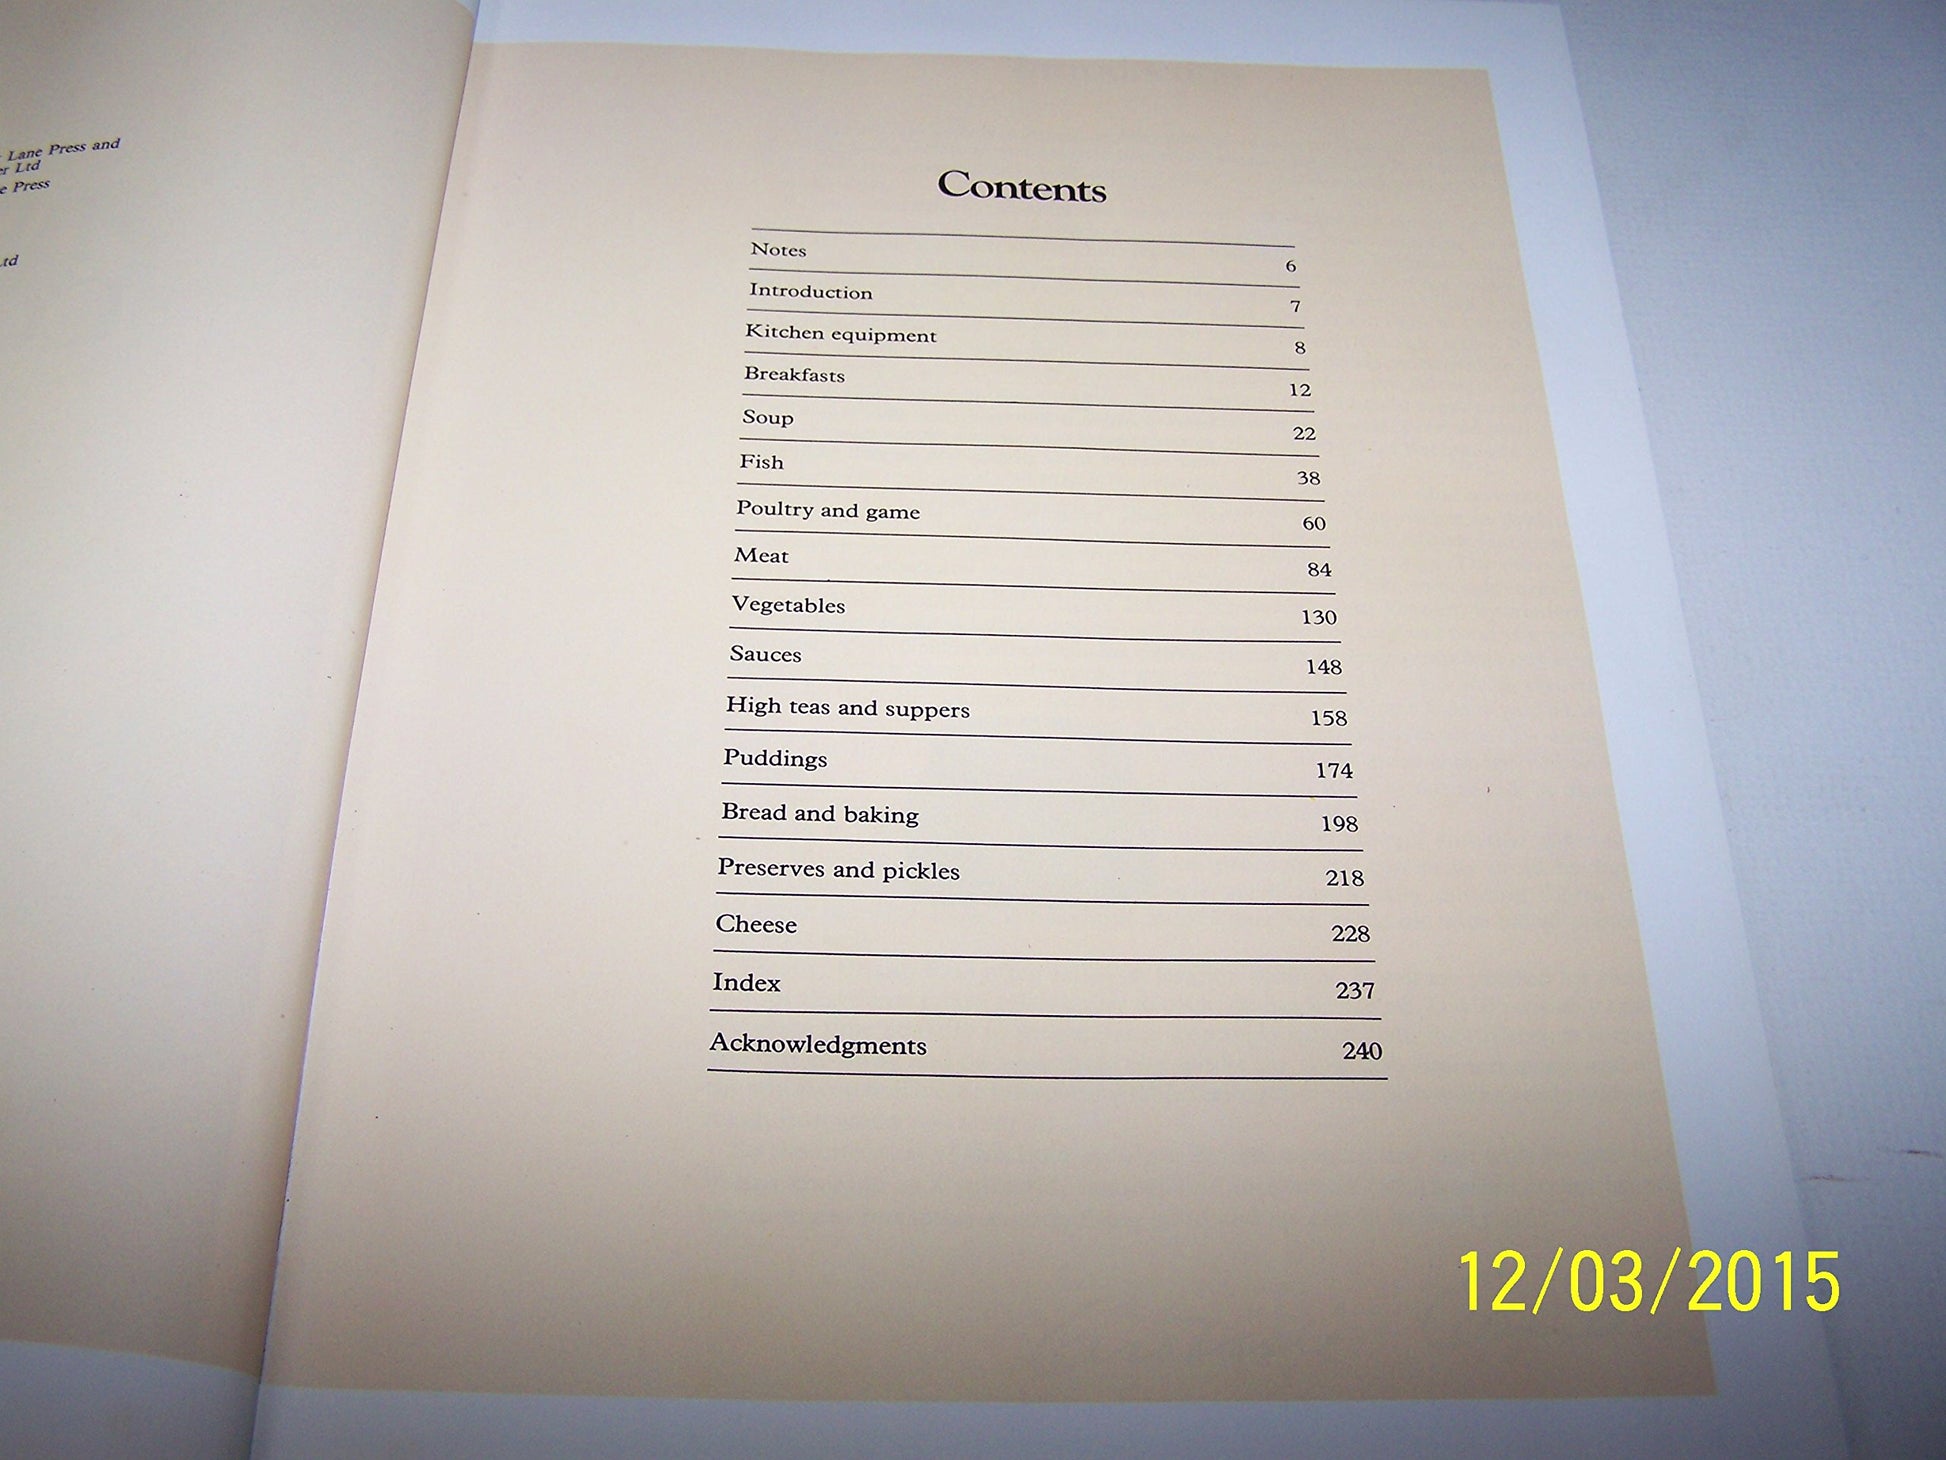 Lane Press and
Ltd
Press
Contents
Notes 6
Introduction 7
Kitchen equipment 8
Breakfasts 12
Soup 22
Fish 38
Poultry and game 60
Meat 84
Vegetables 130
Sauces 148
High teas and suppers 158
Puddings 174
Bread and baking 198
Preserves and pickles 218
Cheese 228
Index 237
Acknowledgments 240
12/03/2015